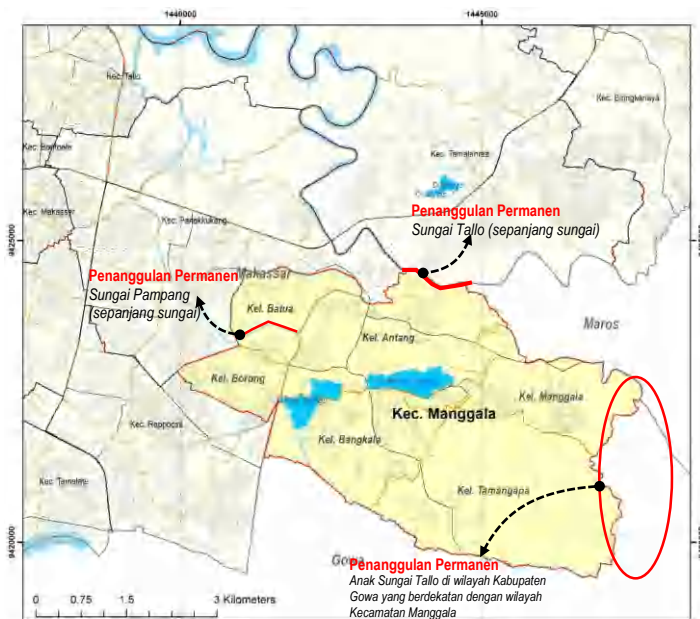 1440000
1445000
Kec. Tallo
Kec. Biringkanaya
Kec. Tamalanrea
Kec. Makassar
Kec. Panakkukang
Penanggulan Permanen
Sungai Tallo (sepanjang sungai)
9425000
Makassar
Penanggulan Permanen
Sungai Pampang
(sepanjang sungai)
Kel. Batua
Maros
Kel. Antang
Kel. Borong
Kel. Manggala
Kec. Manggala
Kec. Rappocini
Kel. Bangkala
Kec. Tamalate
Kel. Tamangapa
9420000
Gowa
Penanggulan Permanen
Anak Sungai Tallo di wilayah Kabupaten
Gowa yang berdekatan dengan wilayah
Kecamatan Manggala
0 0.75 1.5 3 Kilometers